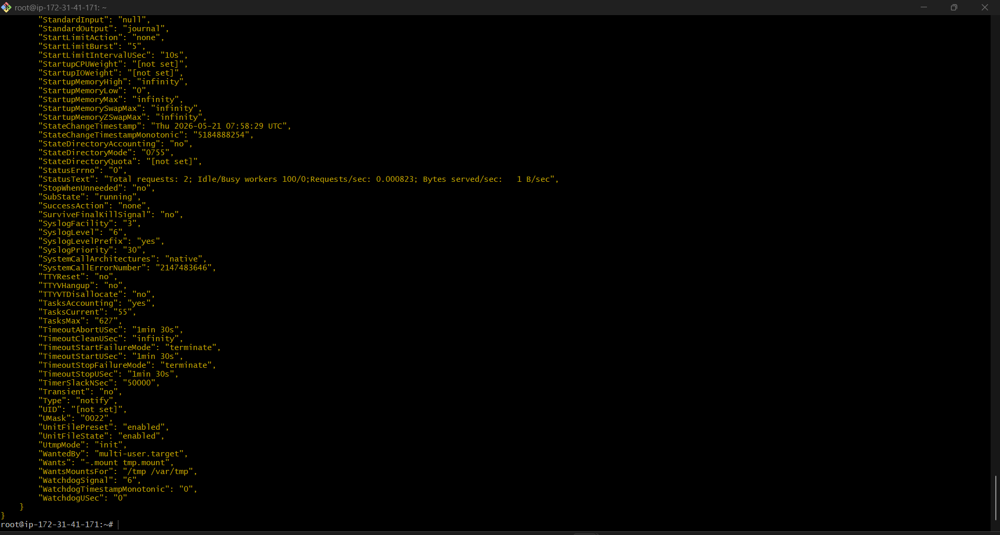 root@ip-172-31-41-171: ~
"StandardInput": "null",
"StandardOutput": "journal",
"StartLimitAction": "none",
"StartLimitBurst": "5",
"StartLimitIntervalUSec": "10s",
"StartupCPUWeight": "[not set]",
"StartupIOWeight": "[not set]",
"StartupMemoryHigh": "infinity",
"StartupMemoryLow": "0",
"StartupMemoryMax": "infinity",
"StartupMemorySwapMax": "infinity",
"StartupMemoryZSwapMax": "infinity",
"StateChangeTimestamp": "Thu 2026-05-21 07:58:29 UTC",
"StateChangeTimestampMonotonic": "5184888254",
"StateDirectoryAccounting": "no",
"StateDirectoryMode": "0755",
"StateDirectoryQuota": "[not set]",
"StatusErrno": "0",
"StatusText": "Total requests: 2; Idle/Busy workers 100/0;Requests/sec: 0.000823; Bytes served/sec:   1 B/sec",
"StopWhenUnneeded": "no",
"SubState": "running",
"SuccessAction": "none",
"SurviveFinalKillSignal": "no",
"SyslogFacility": "3",
"SyslogLevel": "6",
"SyslogLevelPrefix": "yes",
"SyslogPriority": "30",
"SystemCallArchitectures": "native",
"SystemCallErrorNumber": "2147483646",
"TTYReset": "no",
"TTYVHangup": "no",
"TTYVTDisallocate": "no",
"TasksAccounting": "yes",
"TasksCurrent": "55",
"TasksMax": "627",
"TimeoutAbortUSec": "1min 30s",
"TimeoutCleanUSec": "infinity",
"TimeoutStartFailureMode": "terminate",
"TimeoutStartUSec": "1min 30s",
"TimeoutStopFailureMode": "terminate",
"TimeoutStopUSec": "1min 30s",
"TimerSlackNSec": "50000",
"Transient": "no",
"Type": "notify",
"UID": "[not set]",
"UMask": "0022",
"UnitFilePreset": "enabled",
"UnitFileState": "enabled",
"UtmpMode": "init",
"WantedBy": "multi-user.target",
"Wants": "-.mount tmp.mount",
"WantsMountsFor": "/tmp /var/tmp",
"WatchdogSignal": "6",
"WatchdogTimestampMonotonic": "0",
"WatchdogUSec": "0"
}
}
root@ip-172-31-41-171:~#